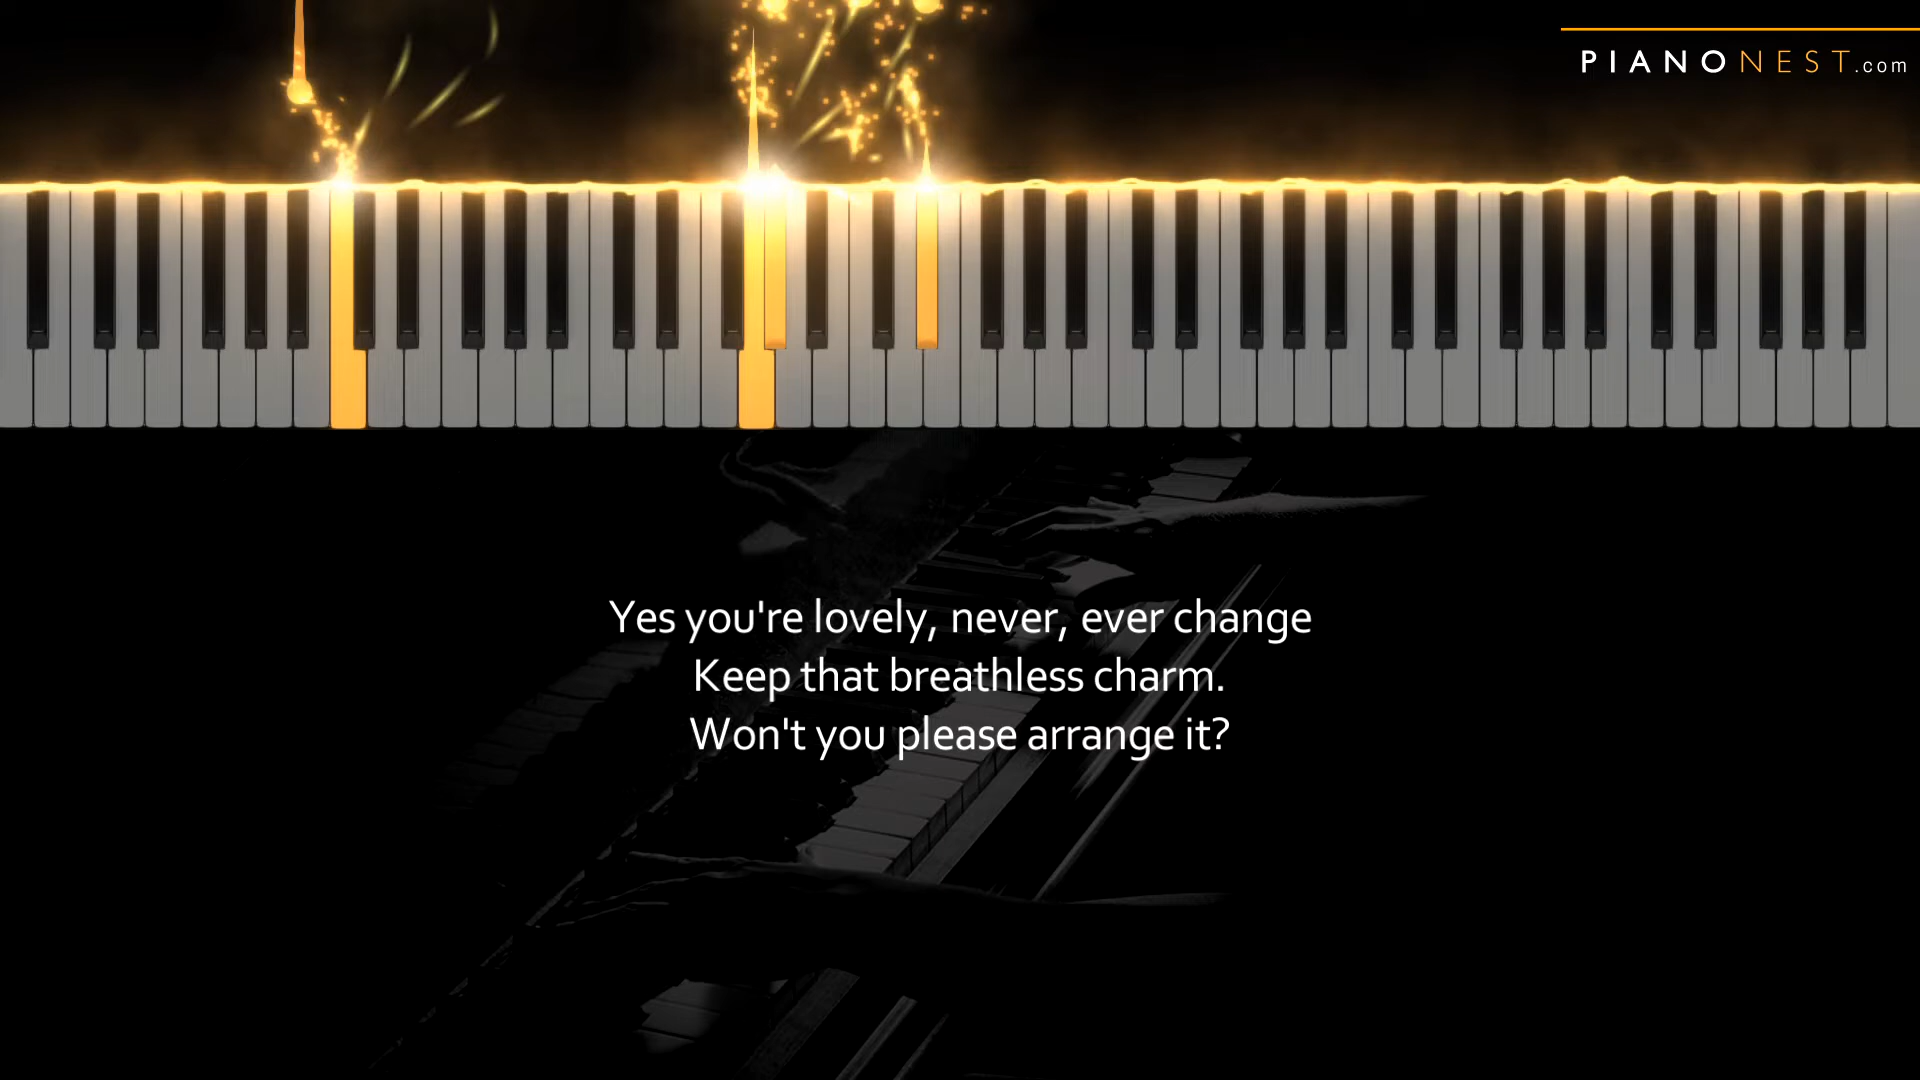 PIANONEST.com
Yes you're lovely, never, ever change
Keep that breathless charm.
Won't you please arrange it?